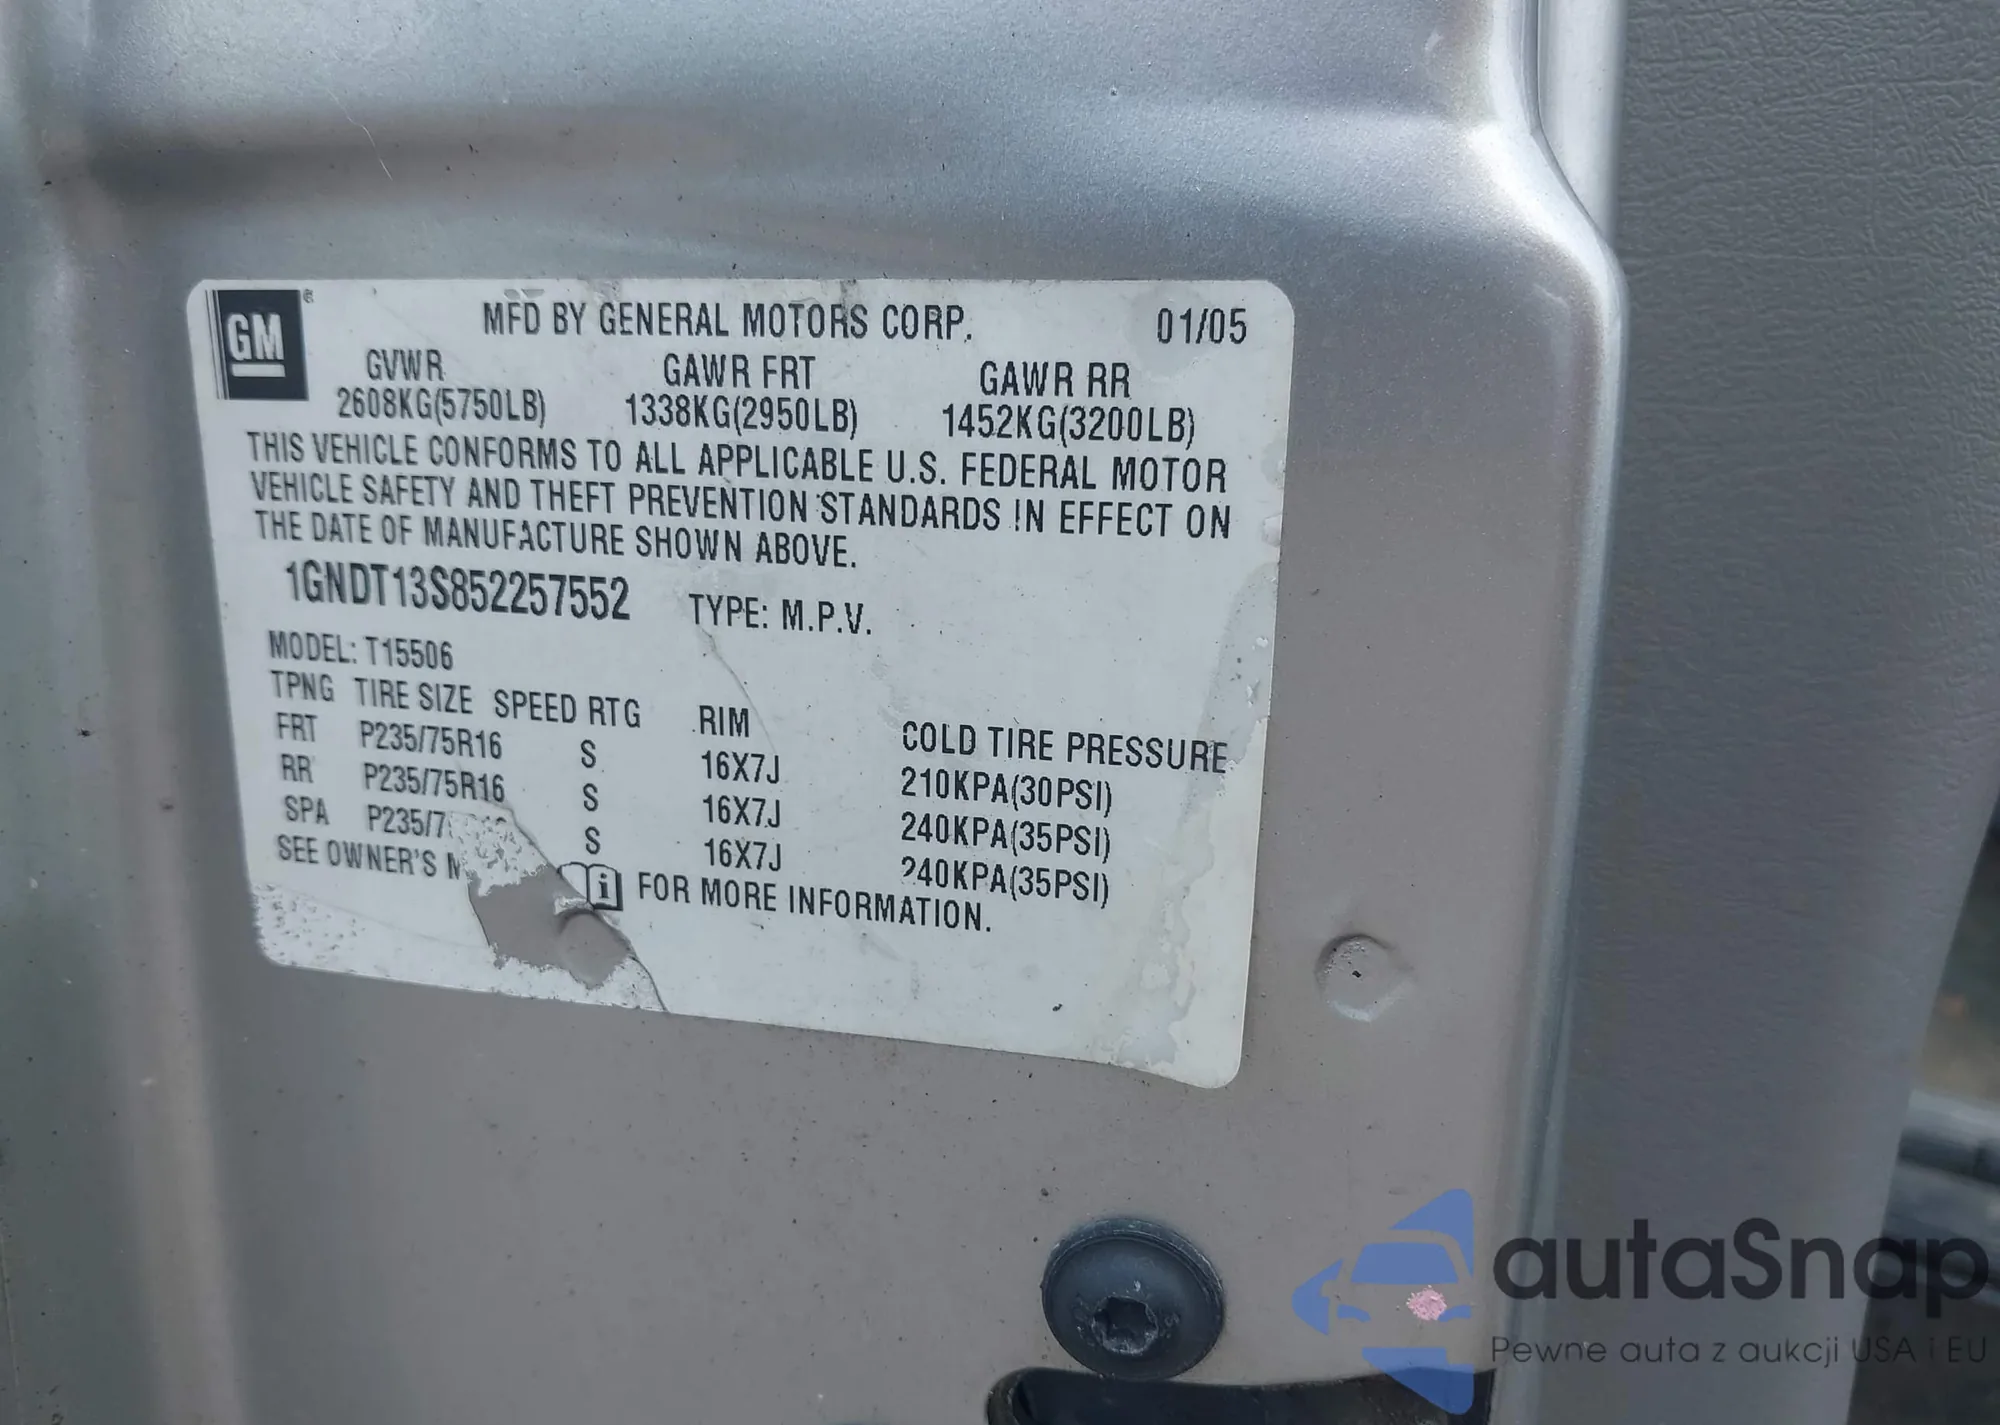 GM®
MFD BY GENERAL MOTORS CORP. 01/05
GVWR GAWR FRT GAWR RR
2608KG(5750LB) 1338KG(2950LB) 1452KG(3200LB)
THIS VEHICLE CONFORMS TO ALL APPLICABLE U.S. FEDERAL MOTOR
VEHICLE SAFETY AND THEFT PREVENTION STANDARDS IN EFFECT ON
THE DATE OF MANUFACTURE SHOWN ABOVE.
1GNDT13S852257552 TYPE: M.P.V.
MODEL: T15506
TPNG TIRE SIZE SPEED RTG RIM COLD TIRE PRESSURE
FRT P235/75R16 S 16X7J 210KPA(30PSI)
RR P235/75R16 S 16X7J 240KPA(35PSI)
SPA S 16X7J 240KPA(35PSI)
SEE OWNER'S FOR MORE INFORMATION.
autaSnap
Pewne auta z aukcji USA i EU